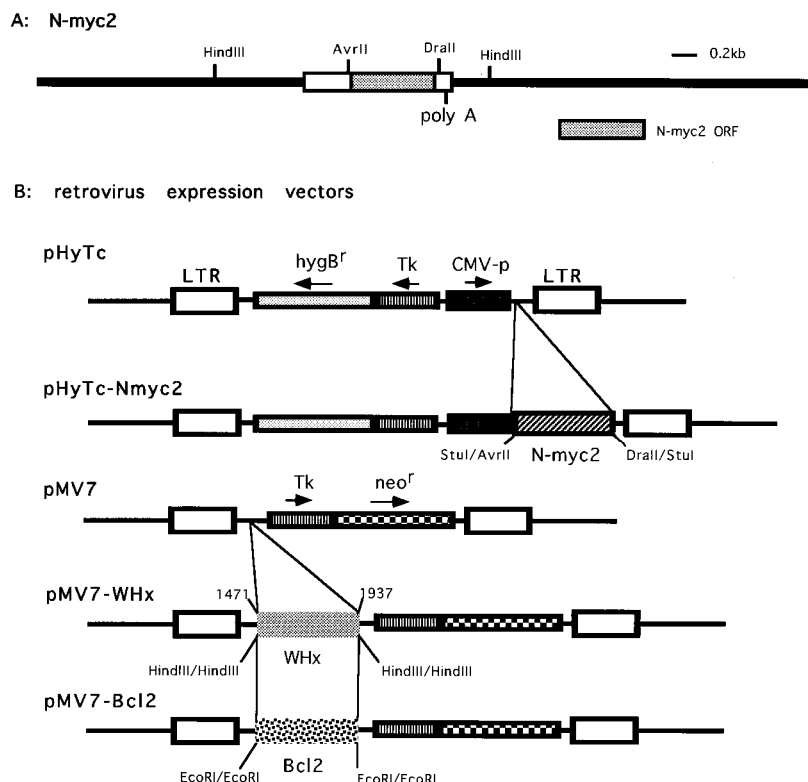 A: N-myc2
HindIII AvrII DraII HindIII 0.2kb
poly A
N-myc2 ORF
B: retrovirus expression vectors
pHyTc
LTR hygBr Tk CMV-p LTR
pHyTc-Nmyc2
StuI/AvrII N-myc2 DraII/StuI
pMV7
Tk neor
pMV7-WHx
1471 1937
HindIII/HindIII WHx HindIII/HindIII
pMV7-Bcl2
EcoRI/EcoRI Bcl2 EcoRI/EcoRI